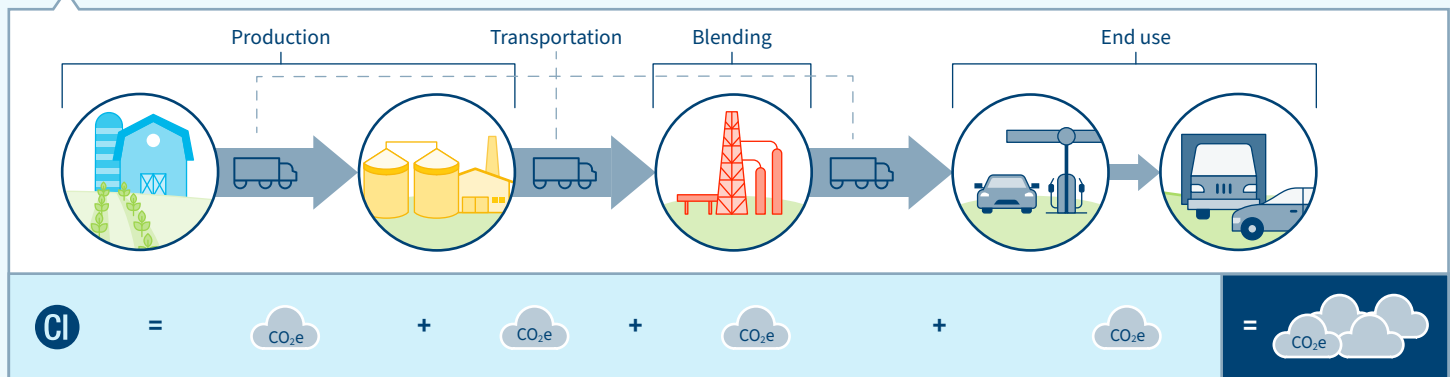 Production Transportation Blending End use
CI = CO₂e + CO₂e + CO₂e + CO₂e = CO₂e